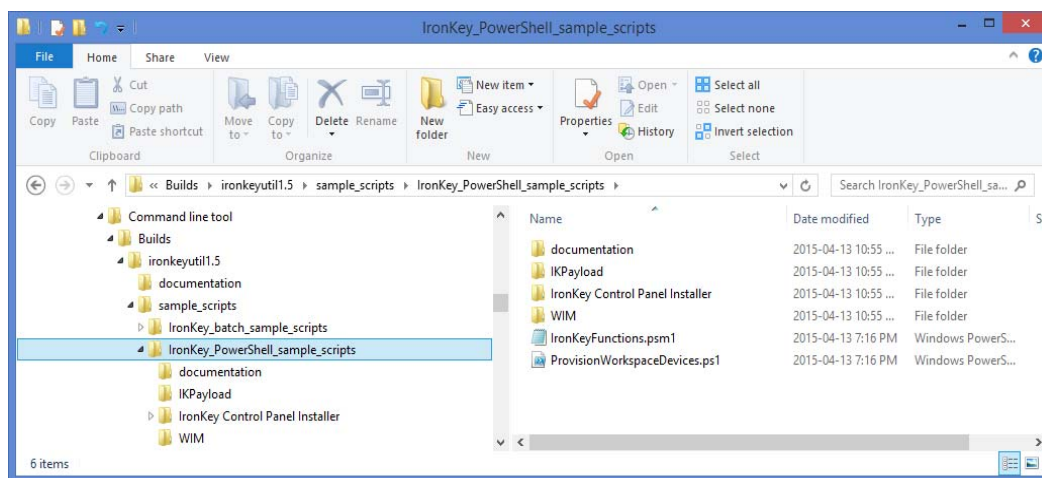 IronKey_PowerShell_sample_scripts
File Home Share View
Copy
Paste
Cut
Copy path
Paste shortcut
Clipboard
Move to
Copy to
Delete
Rename
Organize
New folder
New item
Easy access
New
Properties
Open
Edit
History
Open
Select all
Select none
Invert selection
Select
« Builds ironkeyutil1.5 sample_scripts IronKey_PowerShell_sample_scripts
Search IronKey_PowerShell_sa...
Command line tool
Builds
ironkeyutil1.5
documentation
sample_scripts
IronKey_batch_sample_scripts
IronKey_PowerShell_sample_scripts
documentation
IKPayload
IronKey Control Panel Installer
WIM
Name Date modified Type S
documentation 2015-04-13 10:55 ... File folder
IKPayload 2015-04-13 10:55 ... File folder
IronKey Control Panel Installer 2015-04-13 10:55 ... File folder
WIM 2015-04-13 10:55 ... File folder
IronKeyFunctions.psm1 2015-04-13 7:16 PM Windows PowerS...
ProvisionWorkspaceDevices.ps1 2015-04-13 7:16 PM Windows PowerS...
6 items